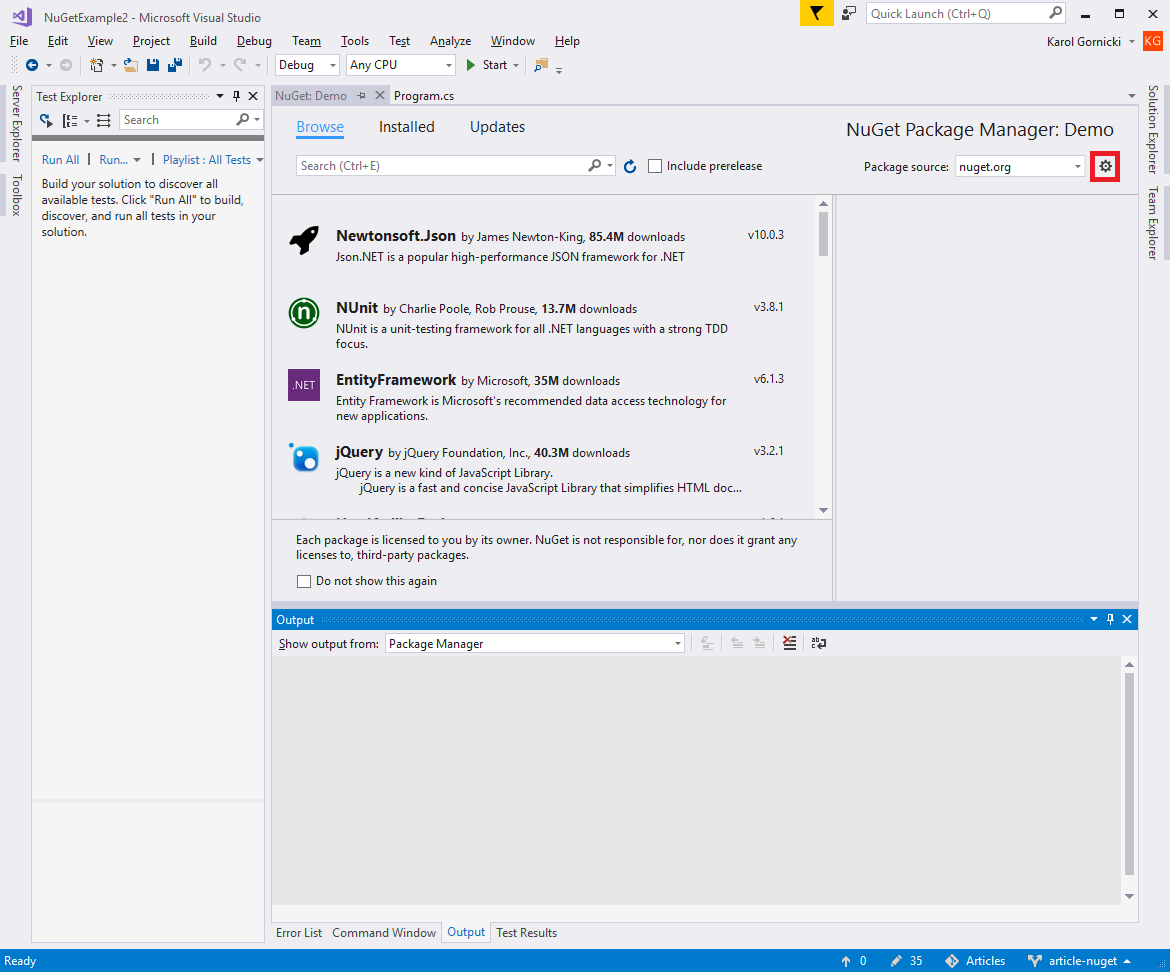 NuGetExample2 - Microsoft Visual Studio
Quick Launch (Ctrl+Q)
File Edit View Project Build Debug Team Tools Test Analyze Window Help
Karol Gornicki
KG
Debug
Any CPU
Start
Server Explorer
Toolbox
Test Explorer
Search
Run All | Run... | Playlist : All Tests
Build your solution to discover all
available tests. Click "Run All" to build,
discover, and run all tests in your
solution.
NuGet: Demo
Program.cs
Browse Installed Updates
NuGet Package Manager: Demo
Search (Ctrl+E)
Include prerelease
Package source: nuget.org
Newtonsoft.Json by James Newton-King, 85.4M downloads v10.0.3
Json.NET is a popular high-performance JSON framework for .NET
n
NUnit by Charlie Poole, Rob Prouse, 13.7M downloads v3.8.1
NUnit is a unit-testing framework for all .NET languages with a strong TDD
focus.
.NET
EntityFramework by Microsoft, 35M downloads v6.1.3
Entity Framework is Microsoft's recommended data access technology for
new applications.
jQuery by jQuery Foundation, Inc., 40.3M downloads v3.2.1
jQuery is a new kind of JavaScript Library.
jQuery is a fast and concise JavaScript Library that simplifies HTML doc...
Each package is licensed to you by its owner. NuGet is not responsible for, nor does it grant any
licenses to, third-party packages.
Do not show this again
Solution Explorer
Team Explorer
Output
Show output from: Package Manager
Error List Command Window Output Test Results
Ready
0
35
Articles
article-nuget